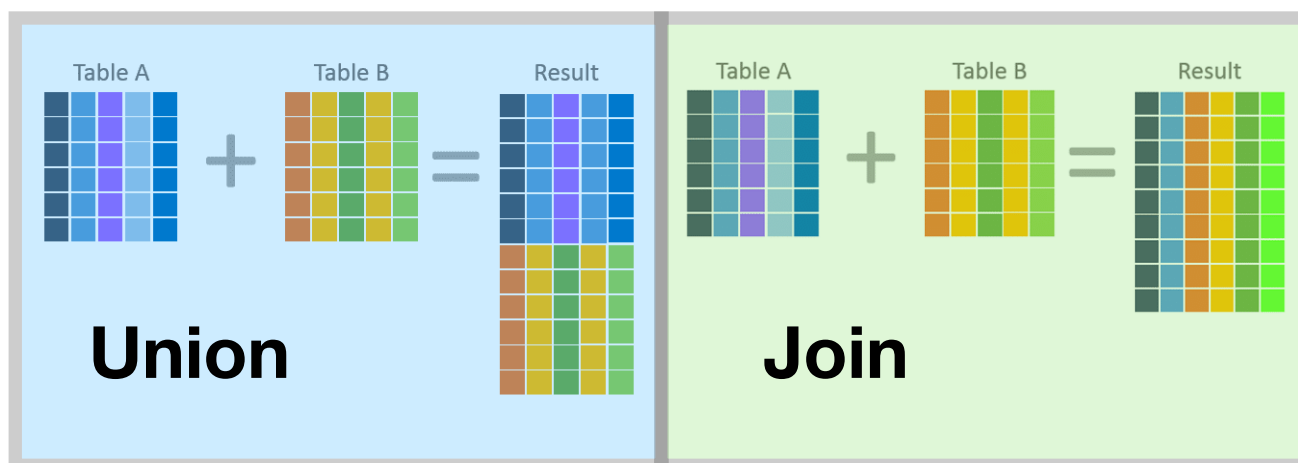 Table A
Table B
Result
Union
Table A
Table B
Result
Join